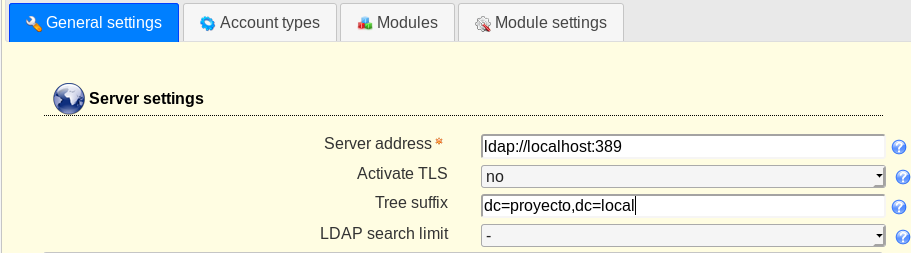 General settings Account types Modules Module settings
Server settings
Server address * ldap://localhost:389
Activate TLS no
Tree suffix dc=proyecto,dc=local
LDAP search limit -